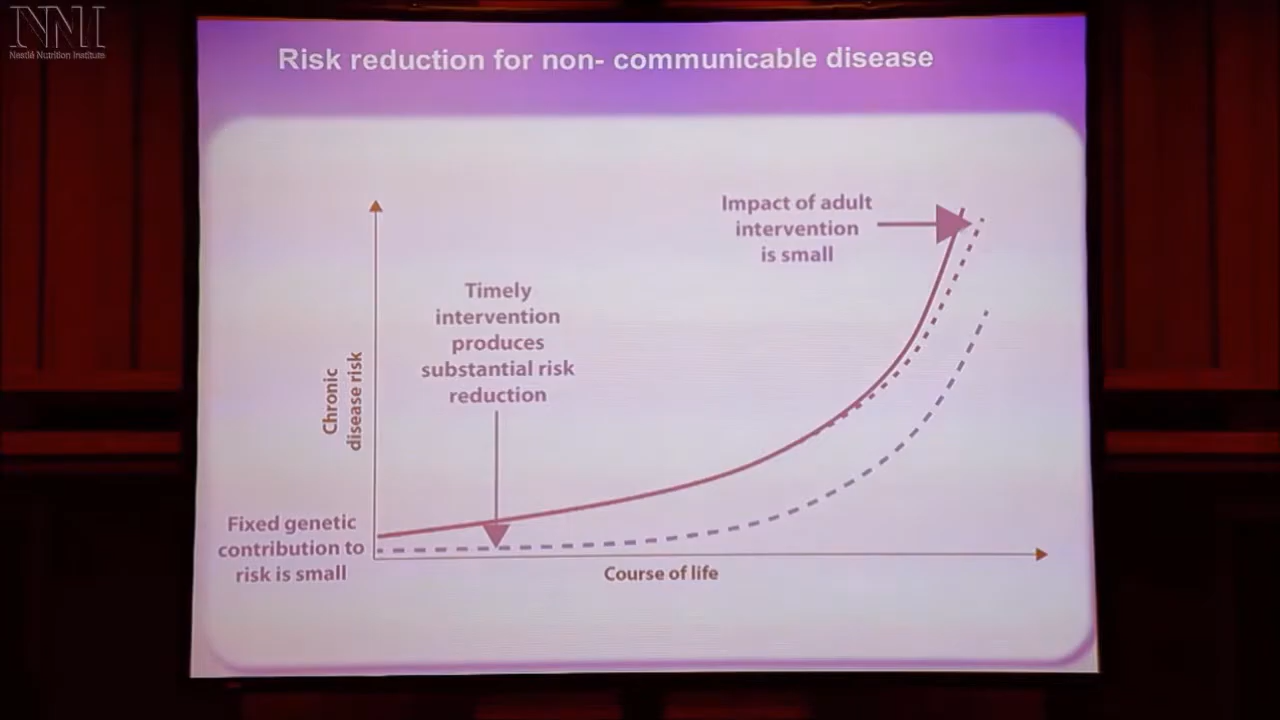 NNI
Nestlé Nutrition Institute
Risk reduction for non- communicable disease
Impact of adult
intervention
is small
Timely
intervention
produces
substantial risk
reduction
Chronic
disease risk
Fixed genetic
contribution to
risk is small
Course of life